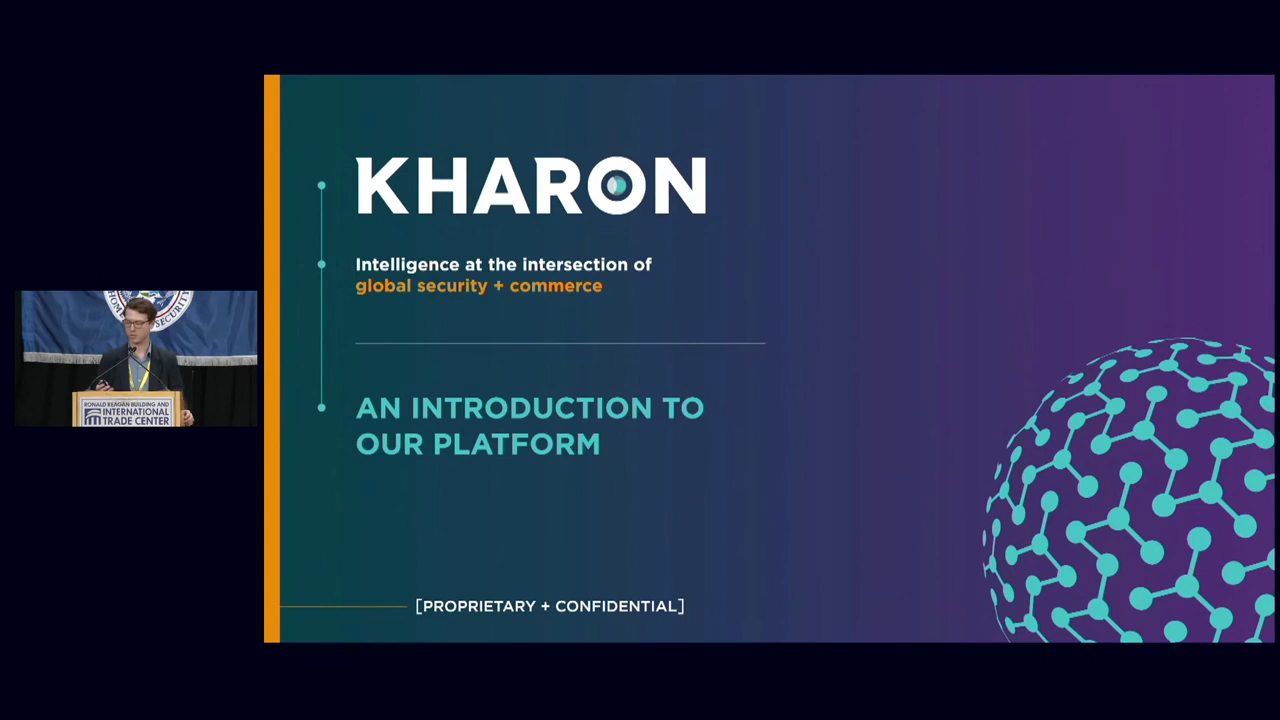 KHARON
Intelligence at the intersection of
global security + commerce
AN INTRODUCTION TO
OUR PLATFORM
[PROPRIETARY + CONFIDENTIAL]
SECURITY
RONALD REAGAN BUILDING AND
INTERNATIONAL
TRADE CENTER